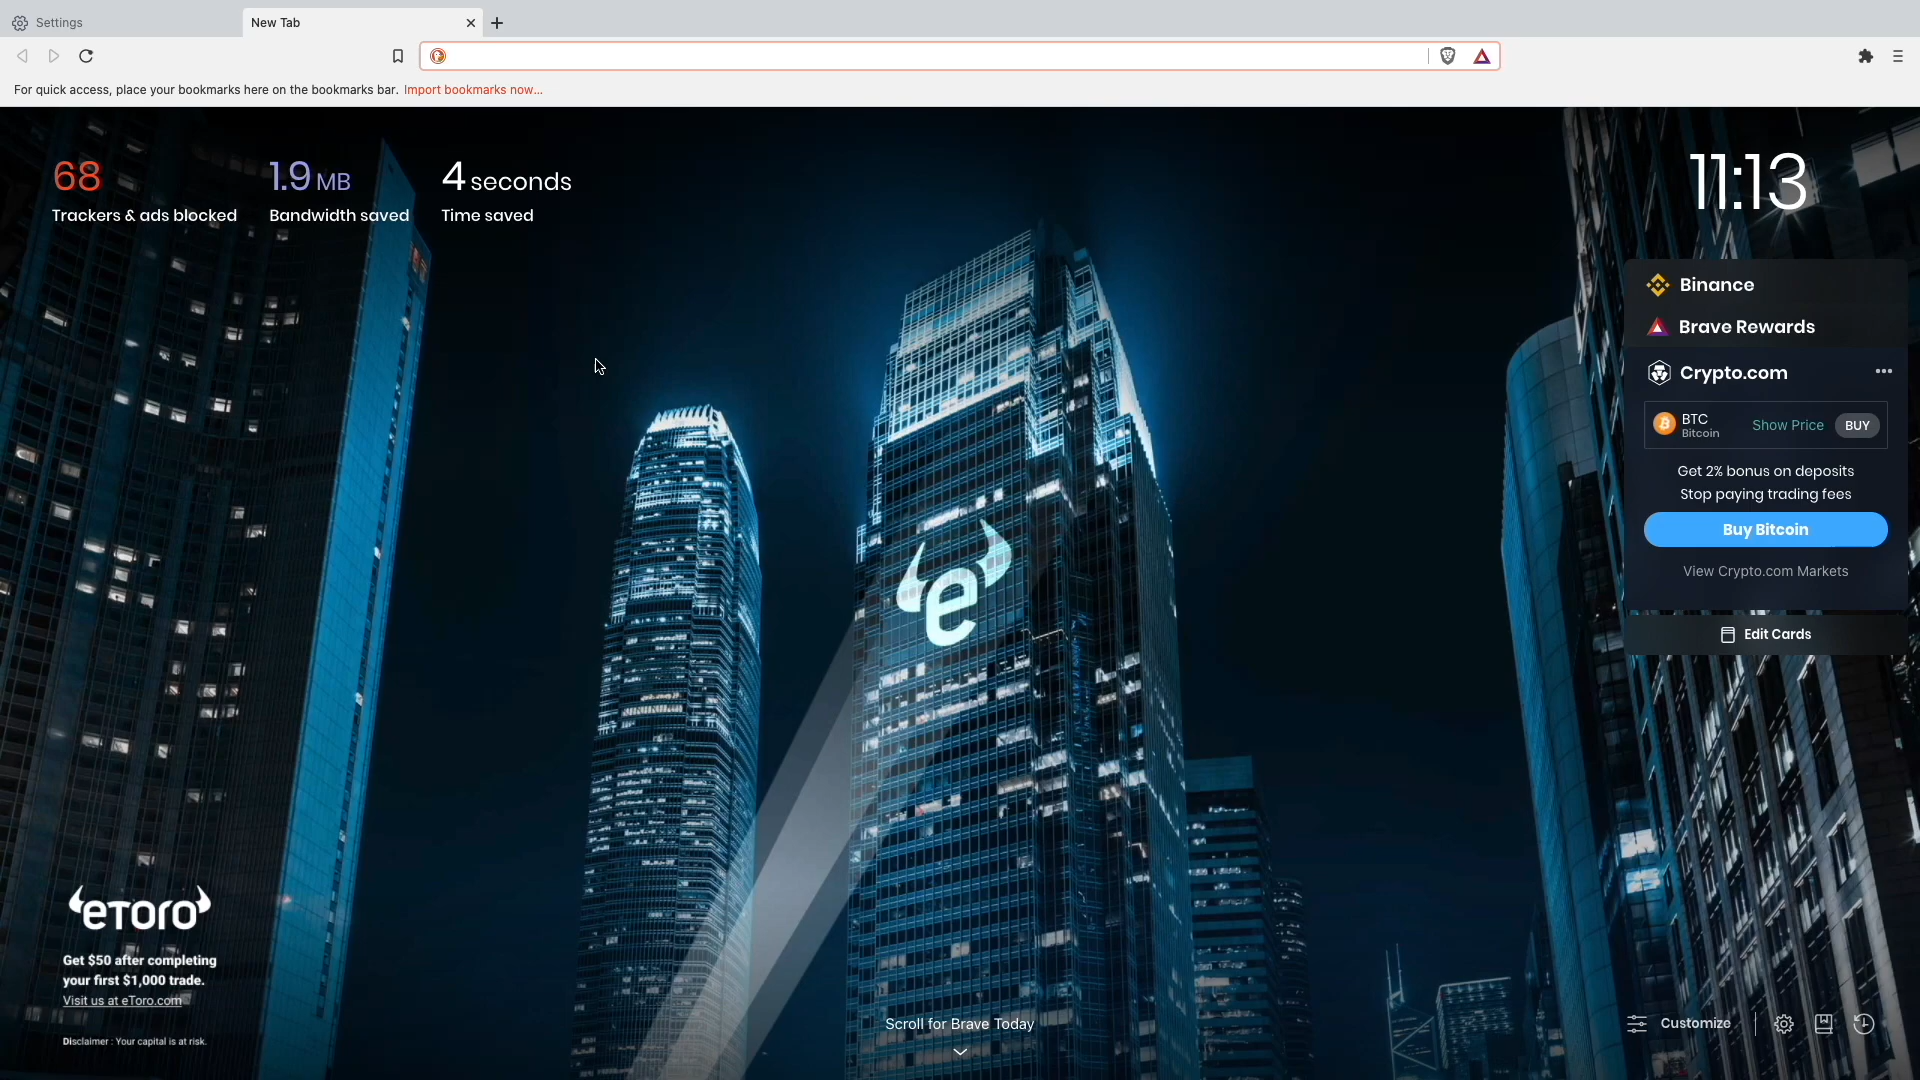 Settings
New Tab
For quick access, place your bookmarks here on the bookmarks bar. Import bookmarks now...
68
Trackers & ads blocked
1.9 MB
Bandwidth saved
4 seconds
Time saved
11:13
Binance
Brave Rewards
Crypto.com
BTC
Bitcoin
Show Price
BUY
Get 2% bonus on deposits
Stop paying trading fees
Buy Bitcoin
View Crypto.com Markets
Edit Cards
e
eToro
Get $50 after completing
your first $1,000 trade.
Visit us at eToro.com
Disclaimer : Your capital is at risk.
Scroll for Brave Today
Customize